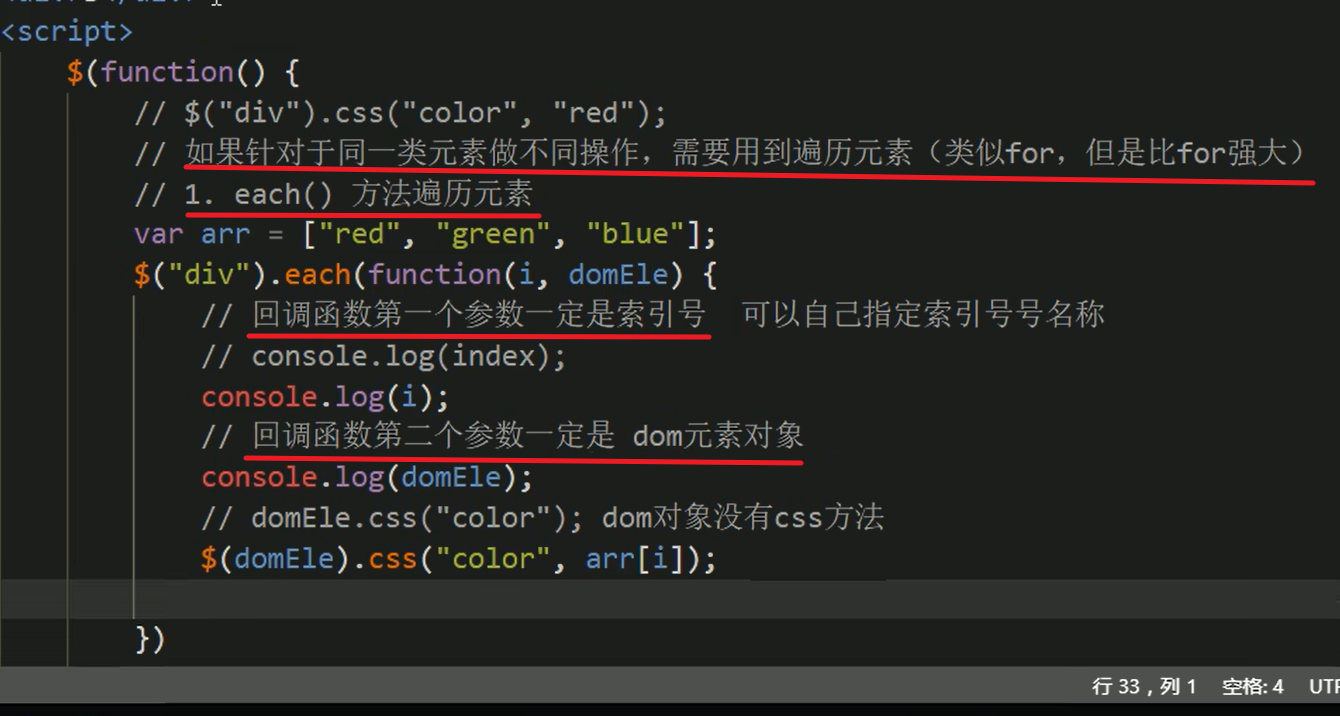 <script>
$(function() {
// $("div").css("color", "red");
// 如果针对于同一类元素做不同操作，需要用到遍历元素（类似for，但是比for强大）
// 1. each() 方法遍历元素
var arr = ["red", "green", "blue"];
$("div").each(function(i, domEle) {
// 回调函数第一个参数一定是索引号  可以自己指定索引号号名称
// console.log(index);
console.log(i);
// 回调函数第二个参数一定是 dom元素对象
console.log(domEle);
// domEle.css("color"); dom对象没有css方法
$(domEle).css("color", arr[i]);
})
行 33，列 1 空格: 4 UTF